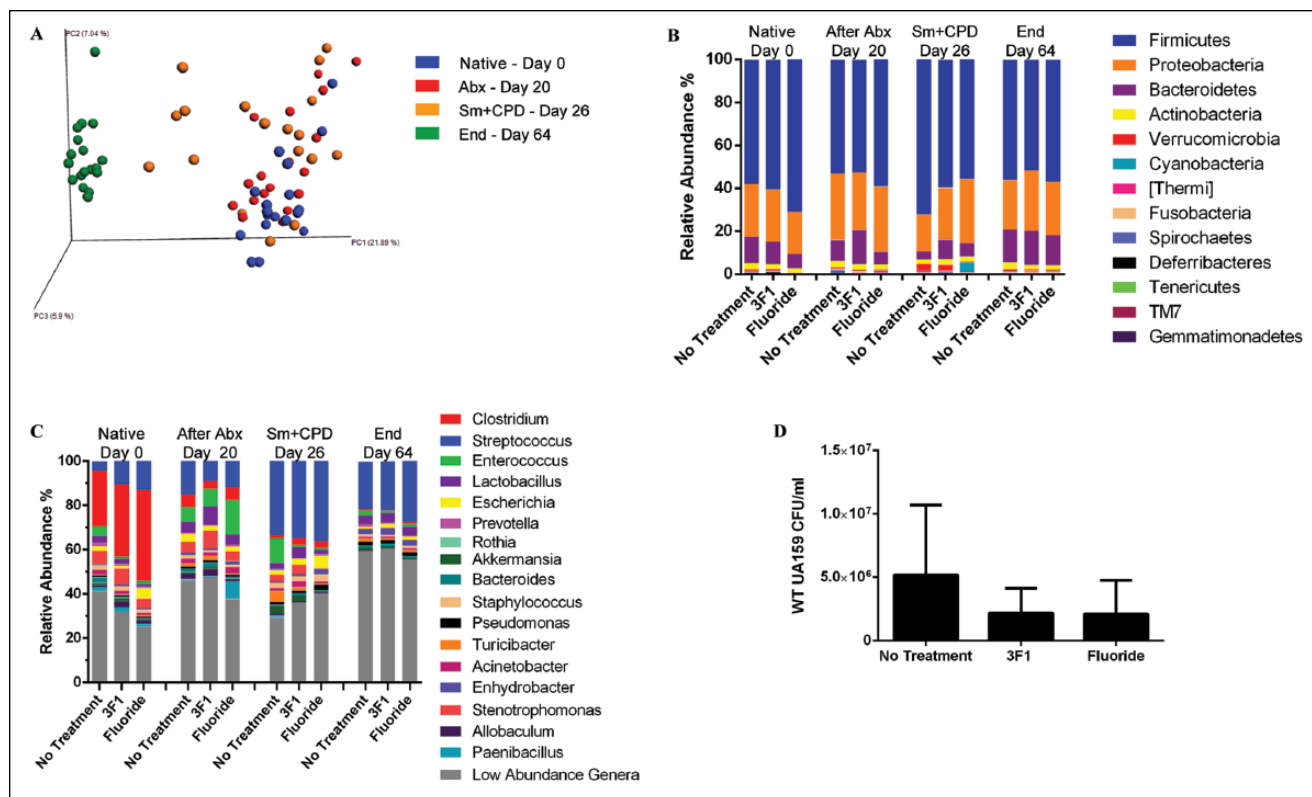 A
PC2 (7.04 %)
PC1 (21.89 %)
PC3 (5.9 %)
Native - Day 0
Abx - Day 20
Sm+CPD - Day 26
End - Day 64
B
Native After Abx Sm+CPD End
Day 0 Day 20 Day 26 Day 64
Relative Abundance %
100
80
60
40
20
0
No Treatment 3F1 Fluoride No Treatment 3F1 Fluoride No Treatment 3F1 Fluoride No Treatment 3F1 Fluoride
Firmicutes
Proteobacteria
Bacteroidetes
Actinobacteria
Verrucomicrobia
Cyanobacteria
[Thermi]
Fusobacteria
Spirochaetes
Deferribacteres
Tenericutes
TM7
Gemmatimonadetes
C
Native After Abx Sm+CPD End
Day 0 Day 20 Day 26 Day 64
Relative Abundance %
100
80
60
40
20
0
No Treatment 3F1 Fluoride No Treatment 3F1 Fluoride No Treatment 3F1 Fluoride No Treatment 3F1 Fluoride
Clostridium
Streptococcus
Enterococcus
Lactobacillus
Escherichia
Prevotella
Rothia
Akkermansia
Bacteroides
Staphylococcus
Pseudomonas
Turicibacter
Acinetobacter
Enhydrobacter
Stenotrophomonas
Allobaculum
Paenibacillus
Low Abundance Genera
D
WT UA159 CFU/ml
1.5×10⁷
1.0×10⁷
5.0×10⁶
0
No Treatment 3F1 Fluoride